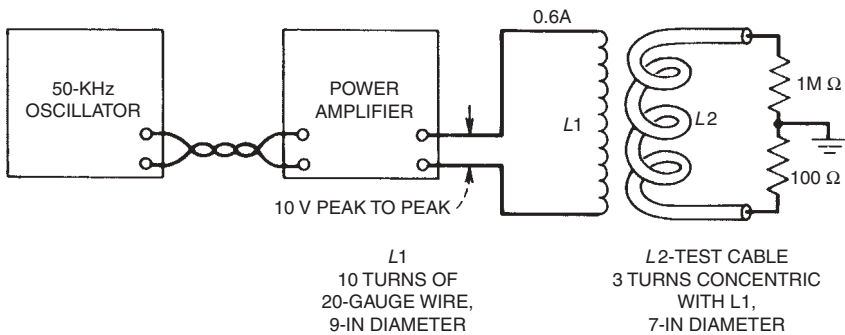 50-KHz
OSCILLATOR
POWER
AMPLIFIER
10 V PEAK TO PEAK
0.6A
L1
L2
1M Ω
100 Ω
L1
10 TURNS OF
20-GAUGE WIRE,
9-IN DIAMETER
L2-TEST CABLE
3 TURNS CONCENTRIC
WITH L1,
7-IN DIAMETER